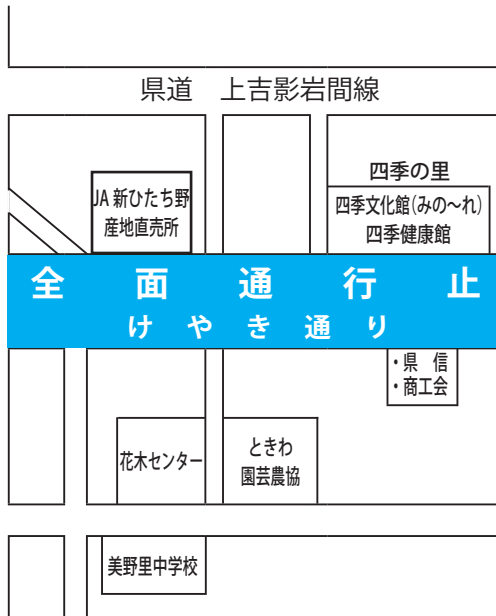 県道　上吉影岩間線
四季の里
JA 新ひたち野
産地直売所
四季文化館（みの～れ）
四季健康館
全面通行止
けやき通り
・県　信
・商工会
花木センター
ときわ
園芸農協
美野里中学校